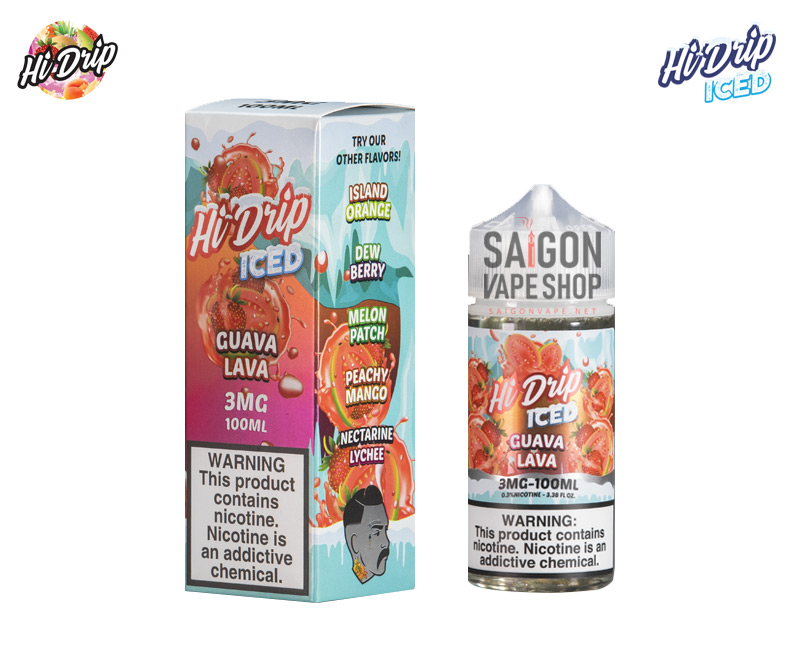 Hi Drip
Hi Drip
ICED
3MG
100ML
TRY OUR
OTHER FLAVORS!
ISLAND
ORANGE
DEW
BERRY
MELON
PATCH
PEACHY
MANGO
NECTARINE
LYCHEE
Hi Drip
ICED
GUAVA
LAVA
3MG
100ML
WARNING
This product
contains
nicotine.
Nicotine is
an addictive
chemical.
SAIGON
VAPE SHOP
SAIGONVAPE.NET
Hi Drip
ICED
GUAVA
LAVA
3MG-100ML
0.3%NICOTINE - 3.38 FL OZ.
WARNING:
This product contains
nicotine. Nicotine is an
addictive chemical.